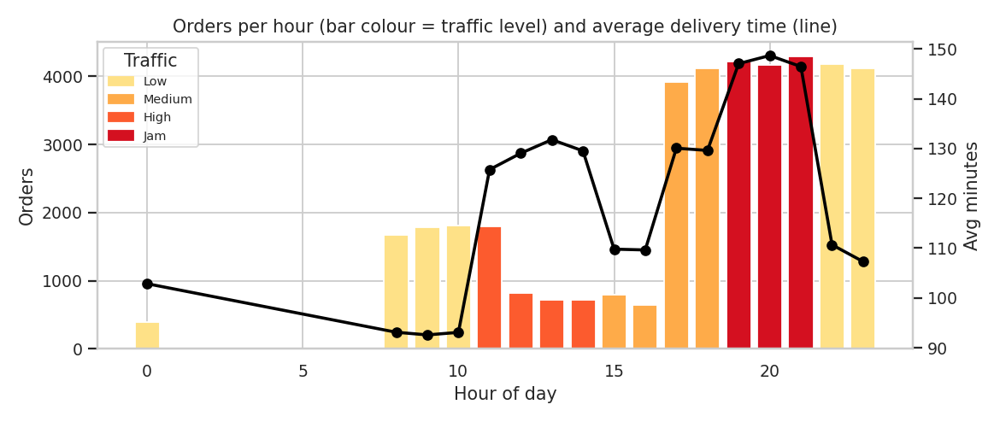 Orders per hour (bar colour = traffic level) and average delivery time (line)
Traffic
Low
Medium
High
Jam
Orders
4000
3000
2000
1000
0
150
140
130
120
110
100
90
Avg minutes
0 5 10 15 20
Hour of day